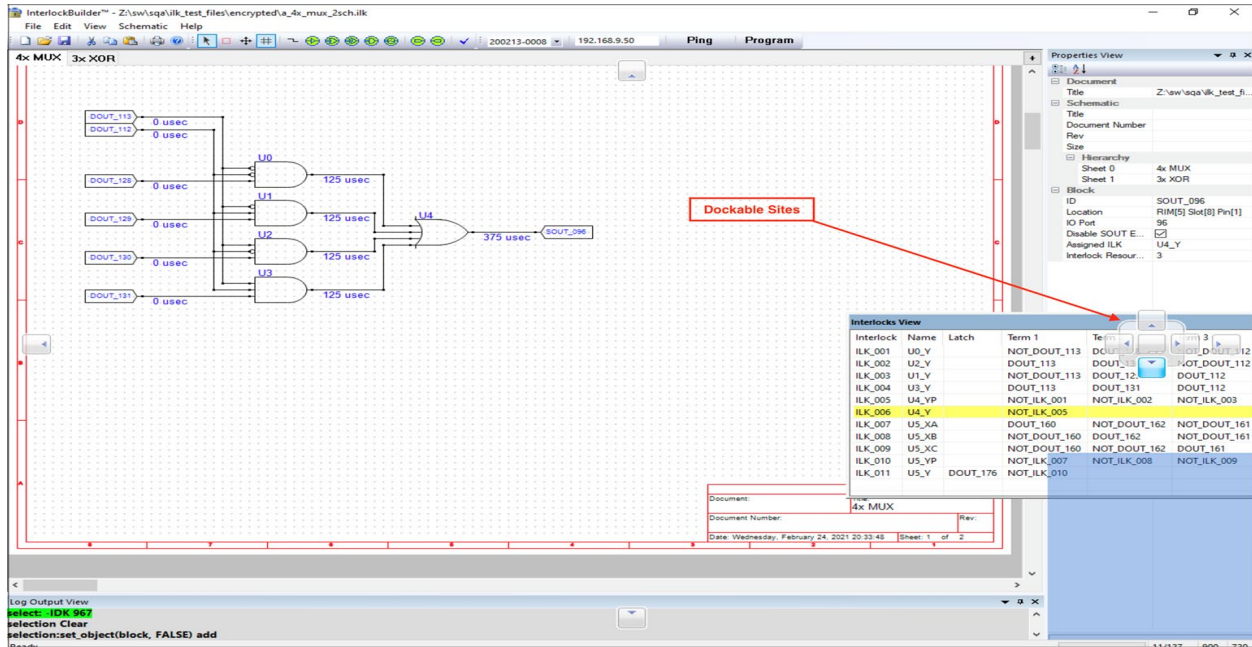 InterlockBuilder™ - Z:\sw\sqa\ilk_test_files\encrypted\a_4x_mux_2sch.ilk
File Edit View Schematic Help
200213-0008 192.168.9.50 Ping Program
4x MUX 3x XOR
DOUT_113 0 usec
DOUT_112 0 usec
U0
DOUT_128 0 usec 125 usec
U1
DOUT_129 0 usec 125 usec
U2
DOUT_130 0 usec 125 usec
U3
DOUT_131 0 usec 125 usec
U4
375 usec SOUT_096
Dockable Sites
D
C
B
A
D
C
Document:
Title:
4x MUX
Document Number: Rev:
Date: Wednesday, February 24, 2021 20:33:48 Sheet: 1 of 2
8 7 6 5 4 3 2 1
Properties View
Document
Title Z:\sw\sqa\ilk_test_fi...
Schematic
Title
Document Number
Rev
Size
Hierarchy
Sheet 0 4x MUX
Sheet 1 3x XOR
Block
ID SOUT_096
Location RIM[5] Slot[8] Pin[1]
IO Port 96
Disable SOUT E...
Assigned ILK U4_Y
Interlock Resour... 3
Interlocks View
Interlock Name Latch Term 1 3
ILK_001 U0_Y NOT_DOUT_113
ILK_002 U2_Y DOUT_113 NOT_DOUT_112
ILK_003 U1_Y NOT_DOUT_113 DOUT_112
ILK_004 U3_Y DOUT_113 DOUT_131 DOUT_112
ILK_005 U4_YP NOT_ILK_001 NOT_ILK_002 NOT_ILK_003
ILK_006 U4_Y NOT_ILK_005
ILK_007 U5_XA DOUT_160 NOT_DOUT_162 NOT_DOUT_161
ILK_008 U5_XB NOT_DOUT_160 DOUT_162 NOT_DOUT_161
ILK_009 U5_XC NOT_DOUT_160 NOT_DOUT_162 DOUT_161
ILK_010 U5_YP NOT_ILK_007 NOT_ILK_008 NOT_ILK_009
ILK_011 U5_Y DOUT_176 NOT_ILK_010
Log Output View
select: -IDK 967
selection Clear
selection:set_object(block, FALSE) add